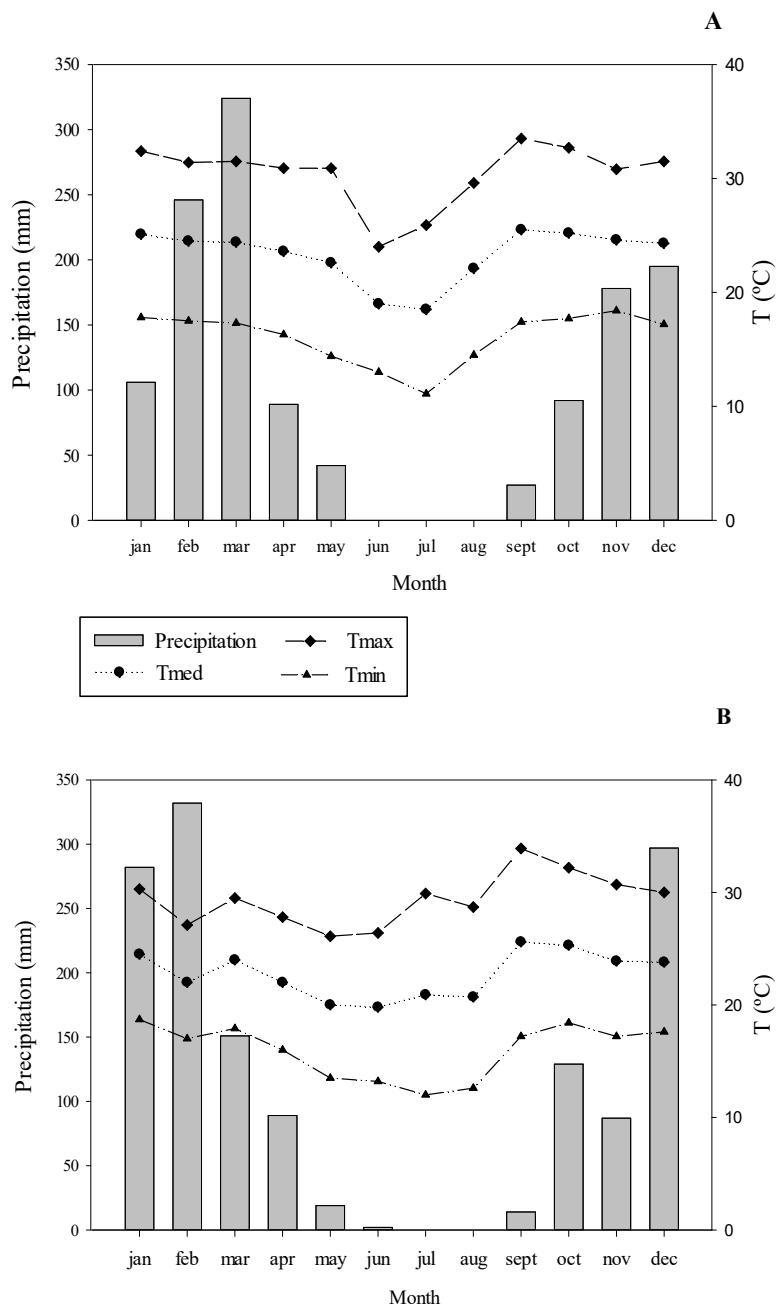 A
350
300
250
200
150
100
50
0
Precipitation (mm)
40
30
20
10
0
T (ºC)
jan feb mar apr may jun jul aug sept oct nov dec
Month
Precipitation Tmax
Tmed Tmin
B
350
300
250
200
150
100
50
0
Precipitation (mm)
40
30
20
10
0
T (ºC)
jan feb mar apr may jun jul aug sept oct nov dec
Month